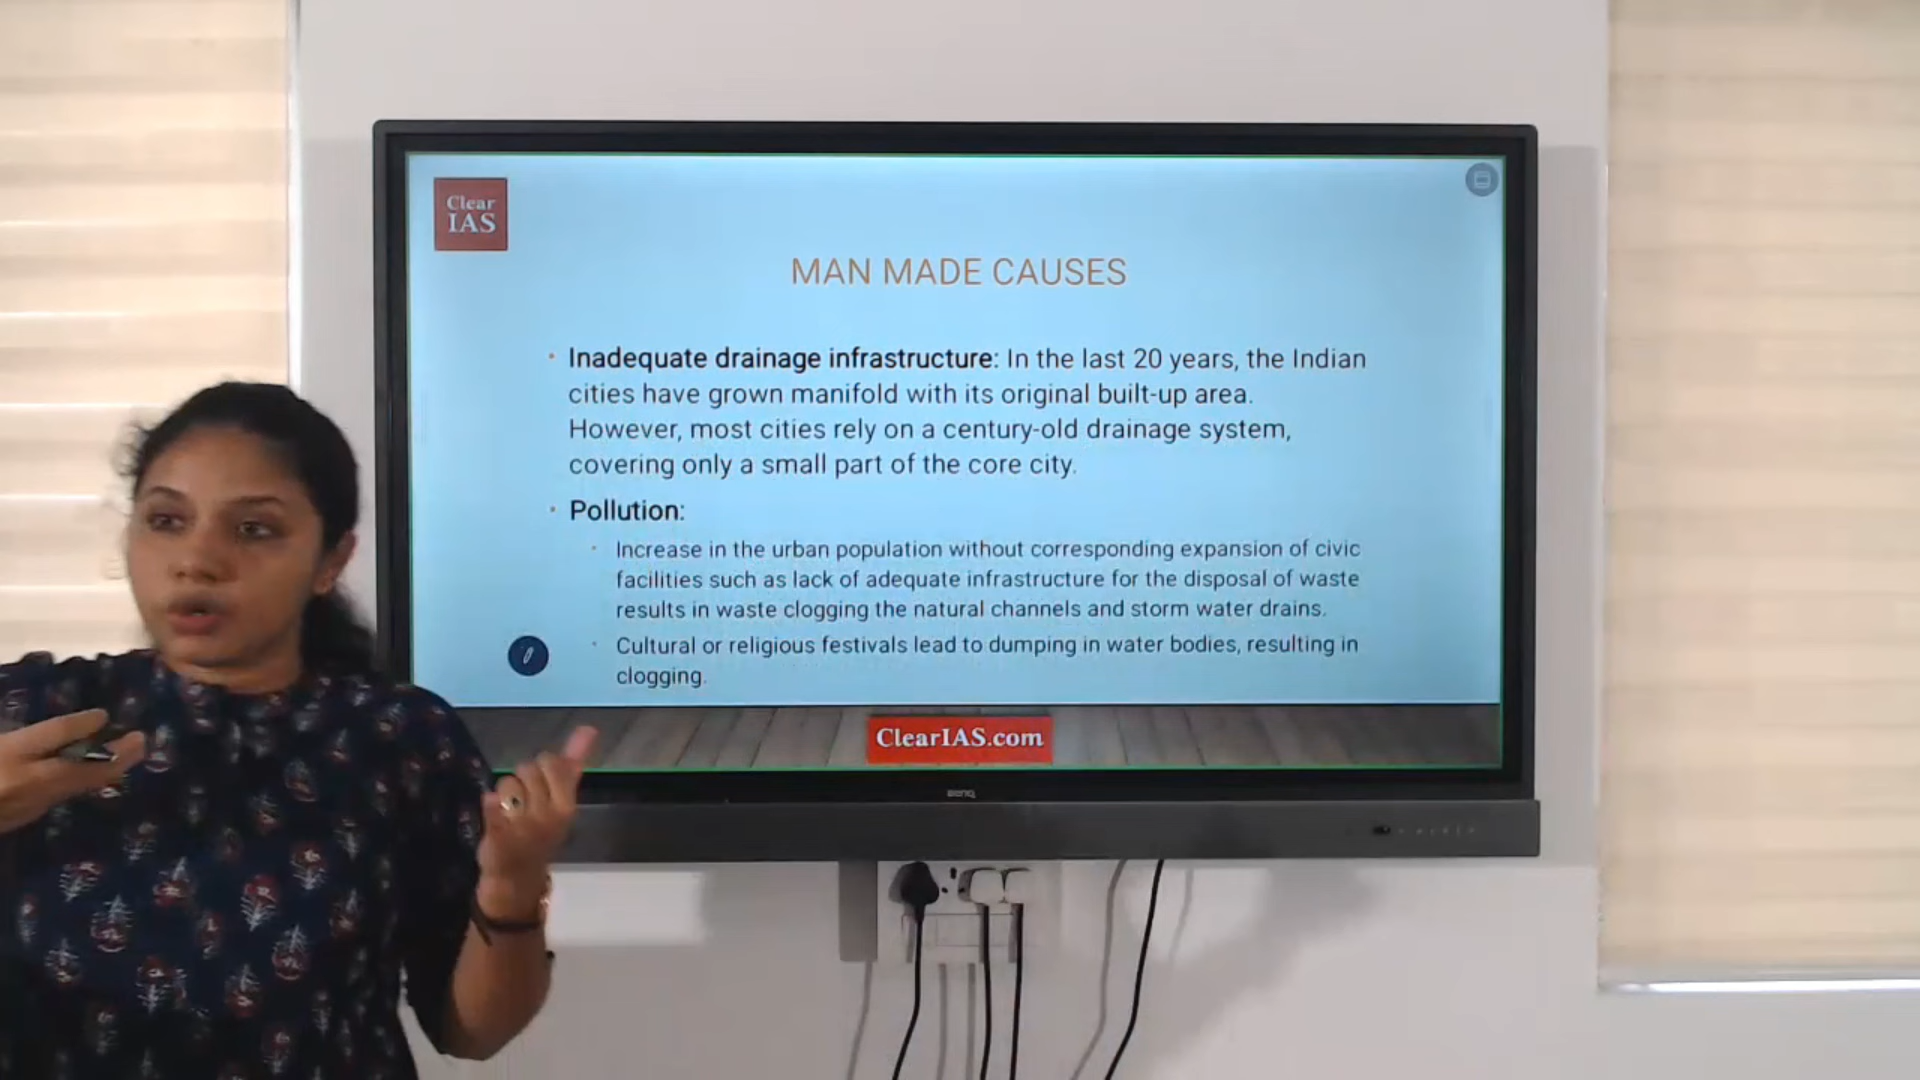 Clear
IAS
MAN MADE CAUSES
Inadequate drainage infrastructure: In the last 20 years, the Indian
cities have grown manifold with its original built-up area.
However, most cities rely on a century-old drainage system,
covering only a small part of the core city.
Pollution:
Increase in the urban population without corresponding expansion of civic
facilities such as lack of adequate infrastructure for the disposal of waste
results in waste clogging the natural channels and storm water drains.
Cultural or religious festivals lead to dumping in water bodies, resulting in
clogging.
ClearIAS.com
BenQ